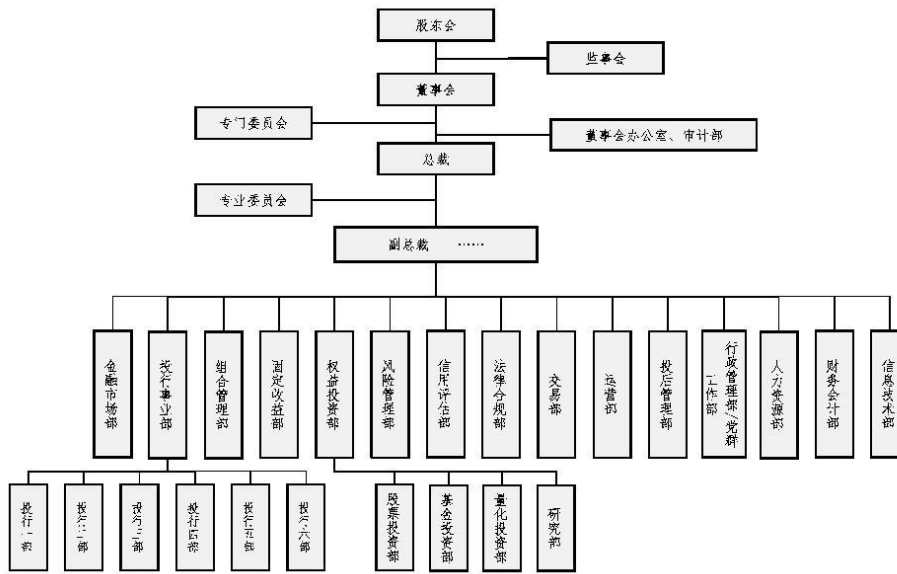 股东会
监事会
董事会
专门委员会
董事会办公室、审计部
总裁
专业委员会
副总裁 ……
金融市场部
投行事业部
组合管理部
固定收益部
权益投资部
风险管理部
信用评估部
法律合规部
交易部
运营部
投后管理部
行政管理部/党群
工作部
人力资源部
财务会计部
信息技术部
投行一部
投行二部
投行三部
投行四部
投行五部
投行六部
股票投资部
基金投资部
量化投资部
研究部